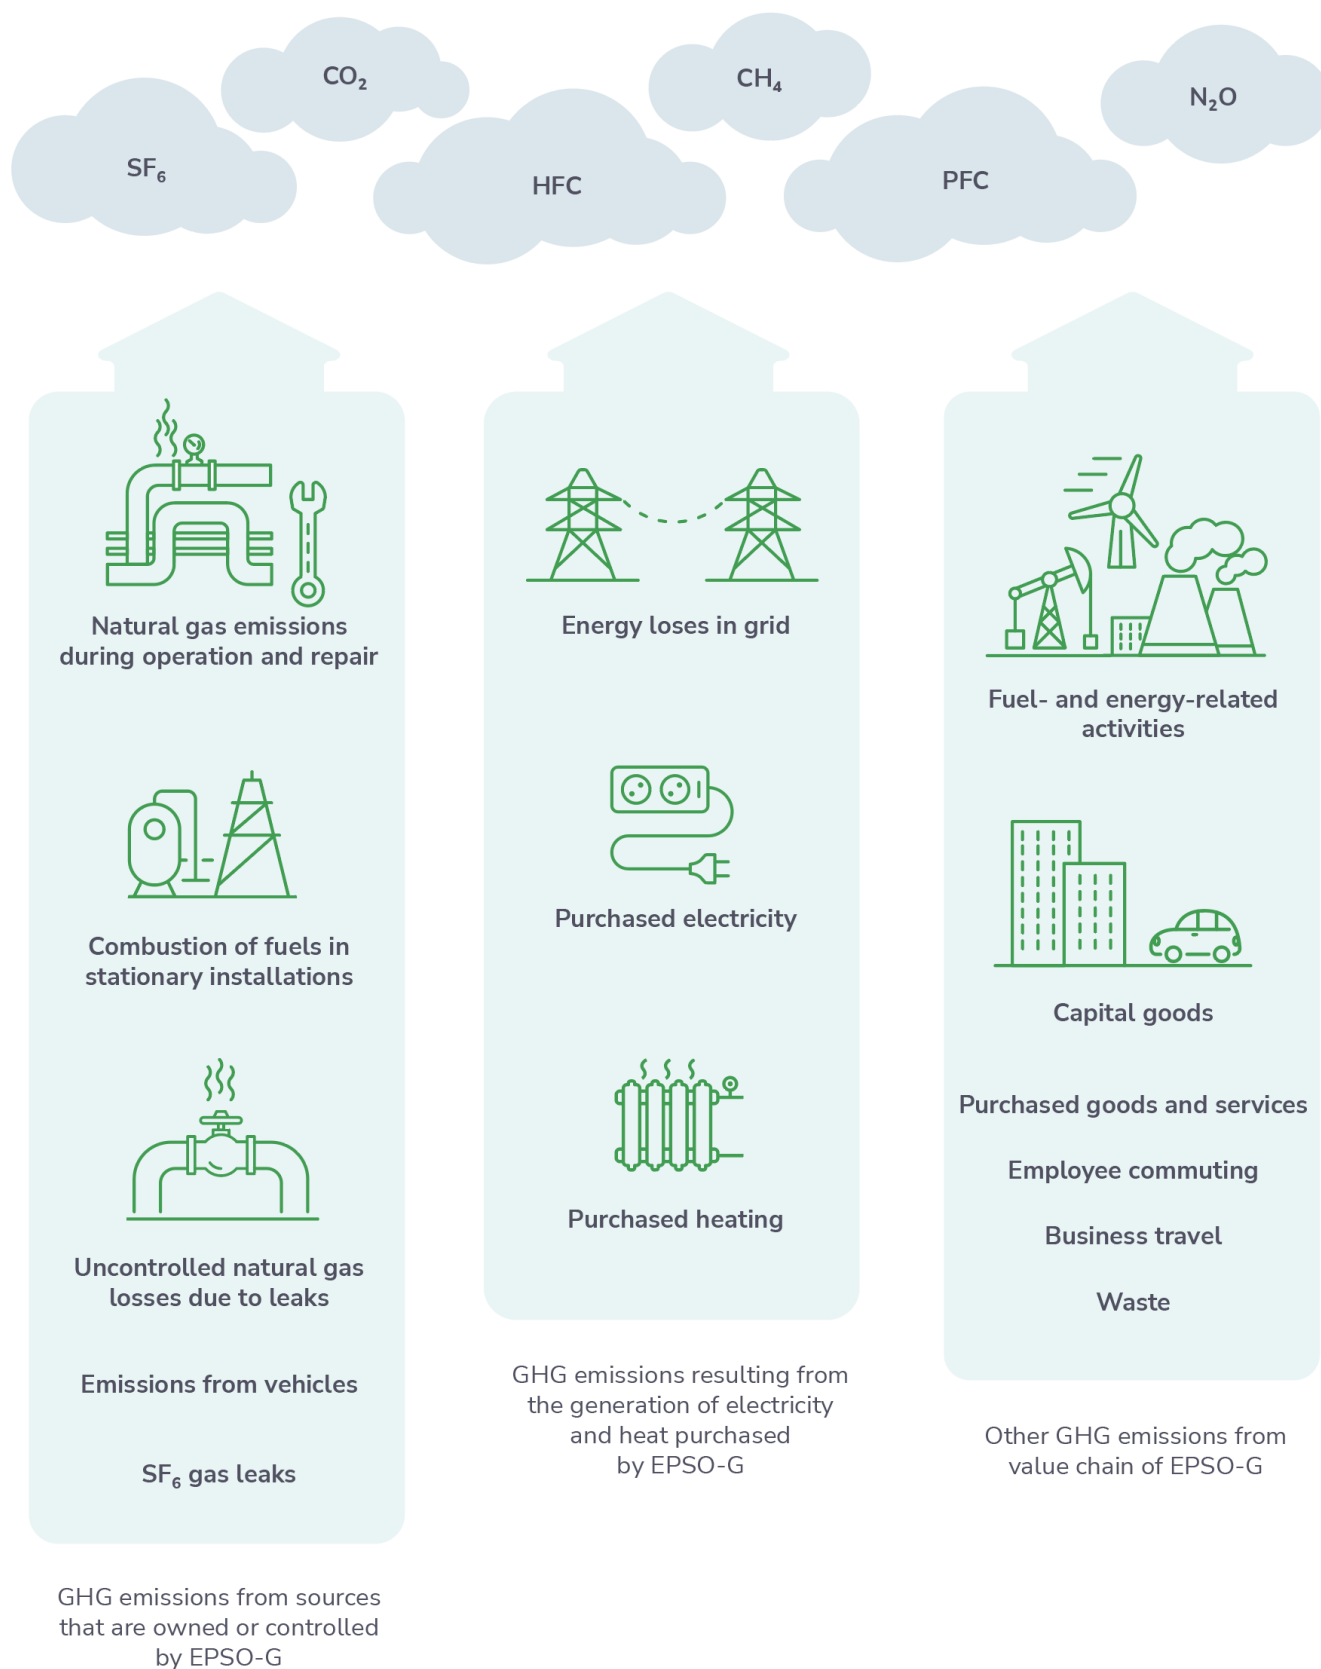 CO₂
CH₄
N₂O
SF₆
HFC
PFC
Natural gas emissions
during operation and repair
Combustion of fuels in
stationary installations
Uncontrolled natural gas
losses due to leaks
Emissions from vehicles
SF₆ gas leaks
GHG emissions from sources
that are owned or controlled
by EPSO-G
Energy loses in grid
Purchased electricity
Purchased heating
GHG emissions resulting from
the generation of electricity
and heat purchased
by EPSO-G
Fuel- and energy-related
activities
Capital goods
Purchased goods and services
Employee commuting
Business travel
Waste
Other GHG emissions from
value chain of EPSO-G